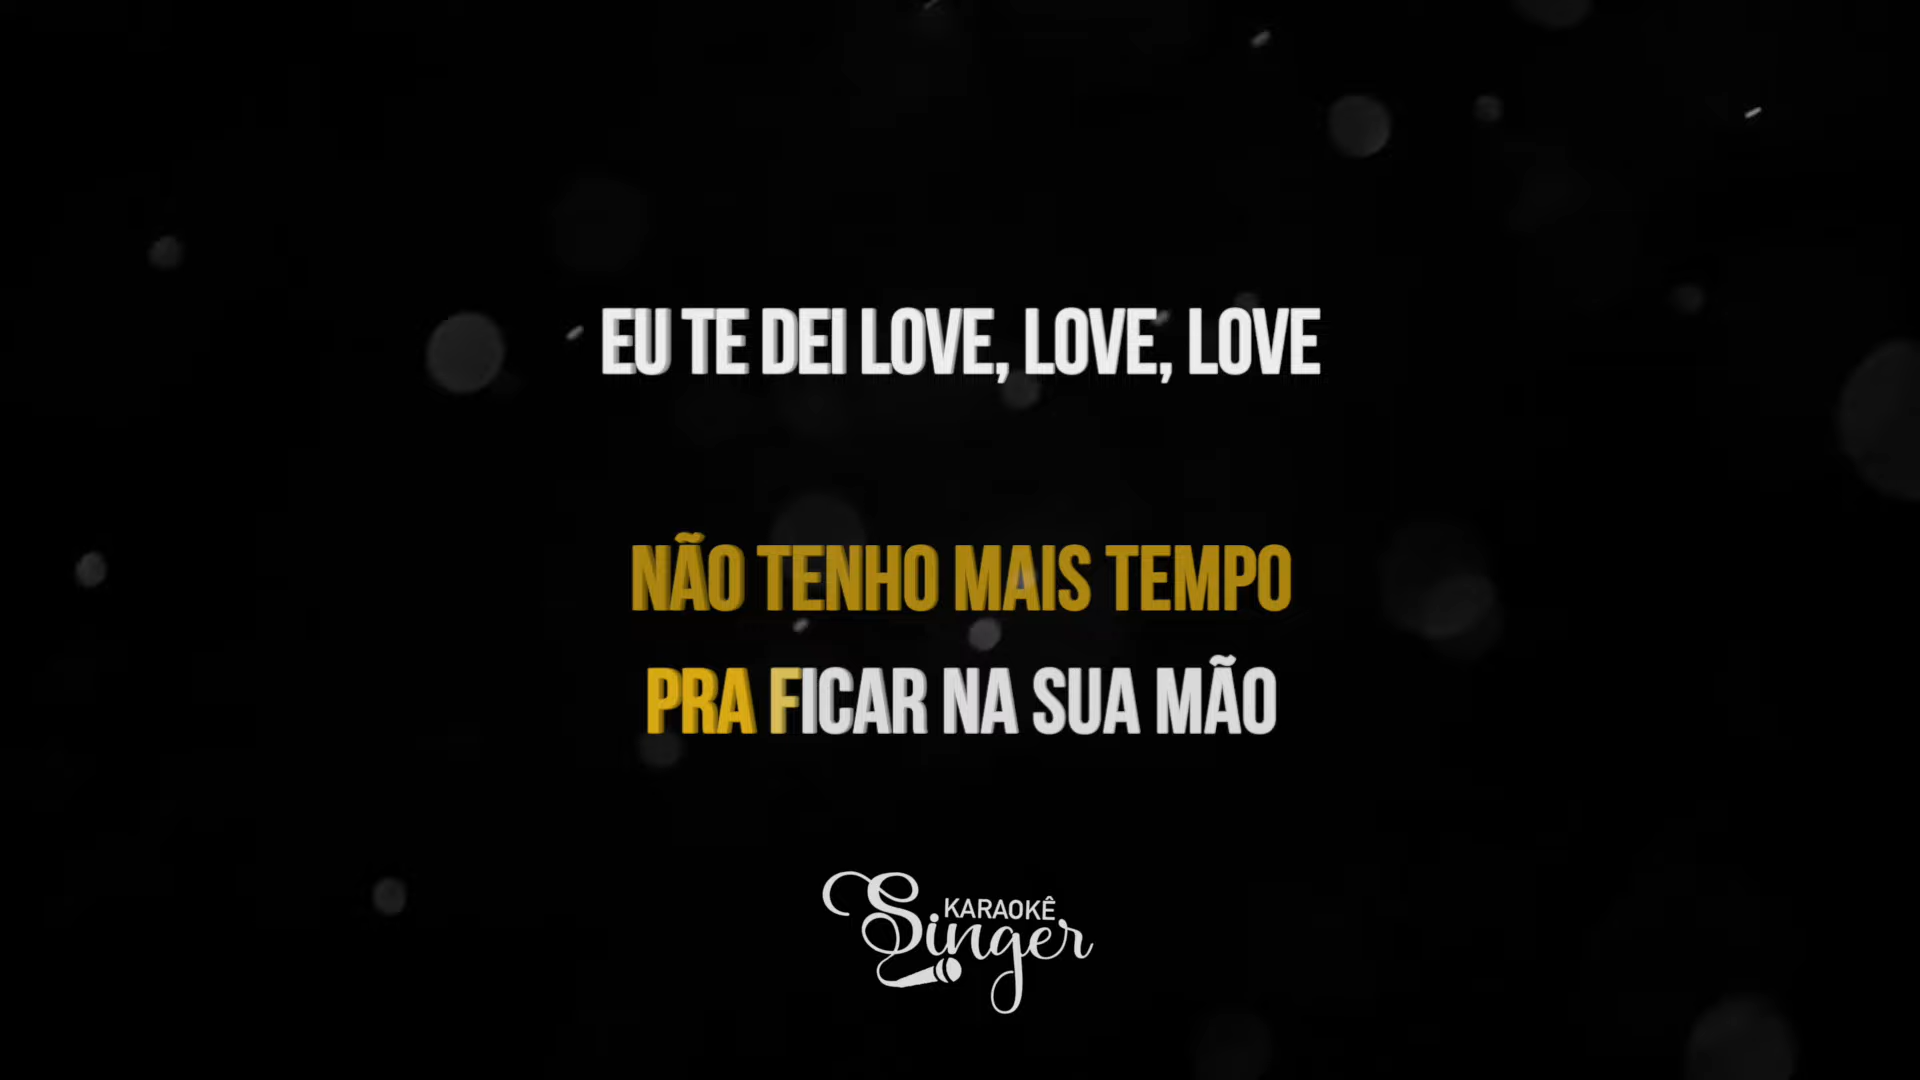 EU TE DEI LOVE, LOVE, LOVE
NÃO TENHO MAIS TEMPO
PRA FICAR NA SUA MÃO
KARAOKÊ
Singer